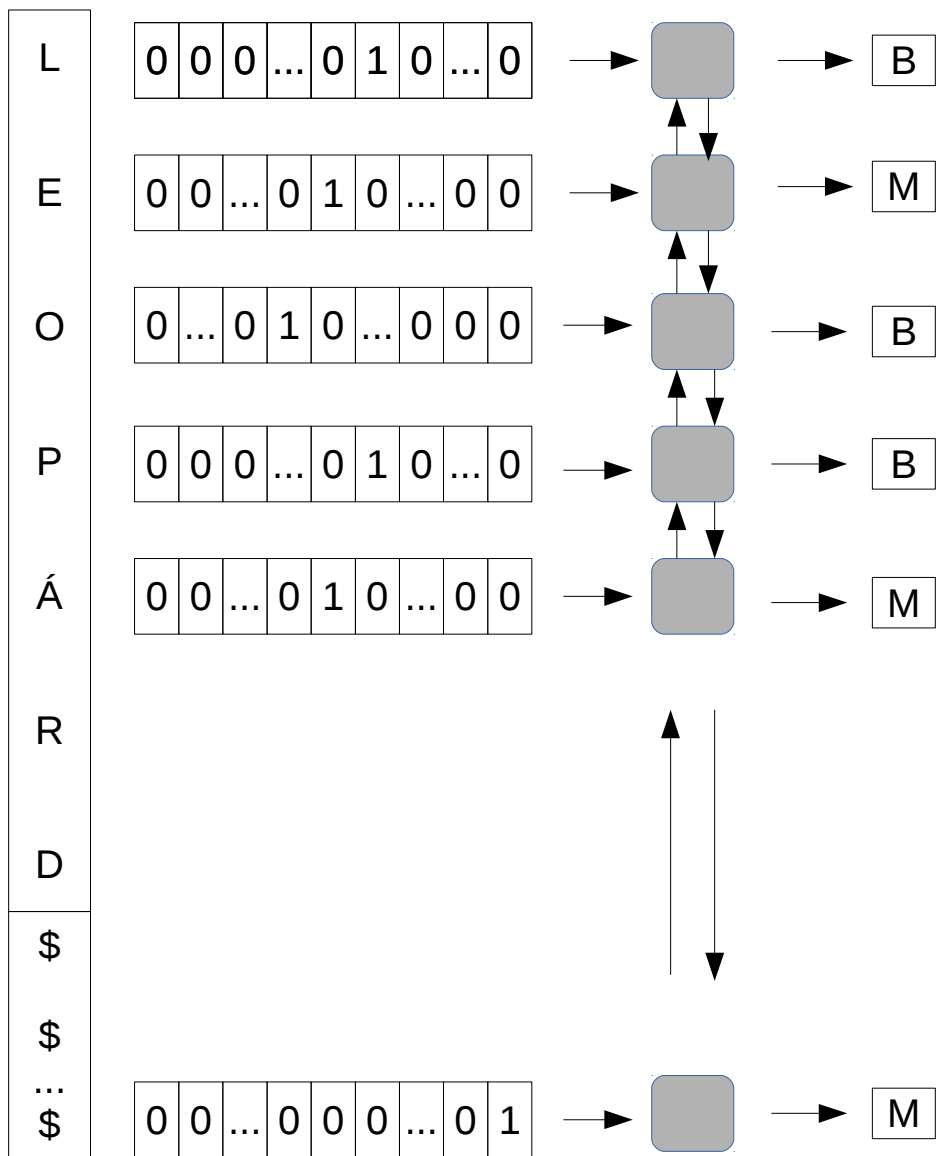 L 0 0 0 ... 0 1 0 ... 0 B
E 0 0 ... 0 1 0 ... 0 0 M
O 0 ... 0 1 0 ... 0 0 0 B
P 0 0 0 ... 0 1 0 ... 0 B
Á 0 0 ... 0 1 0 ... 0 0 M
R
D
$
$
...
$ 0 0 ... 0 0 0 ... 0 1 M